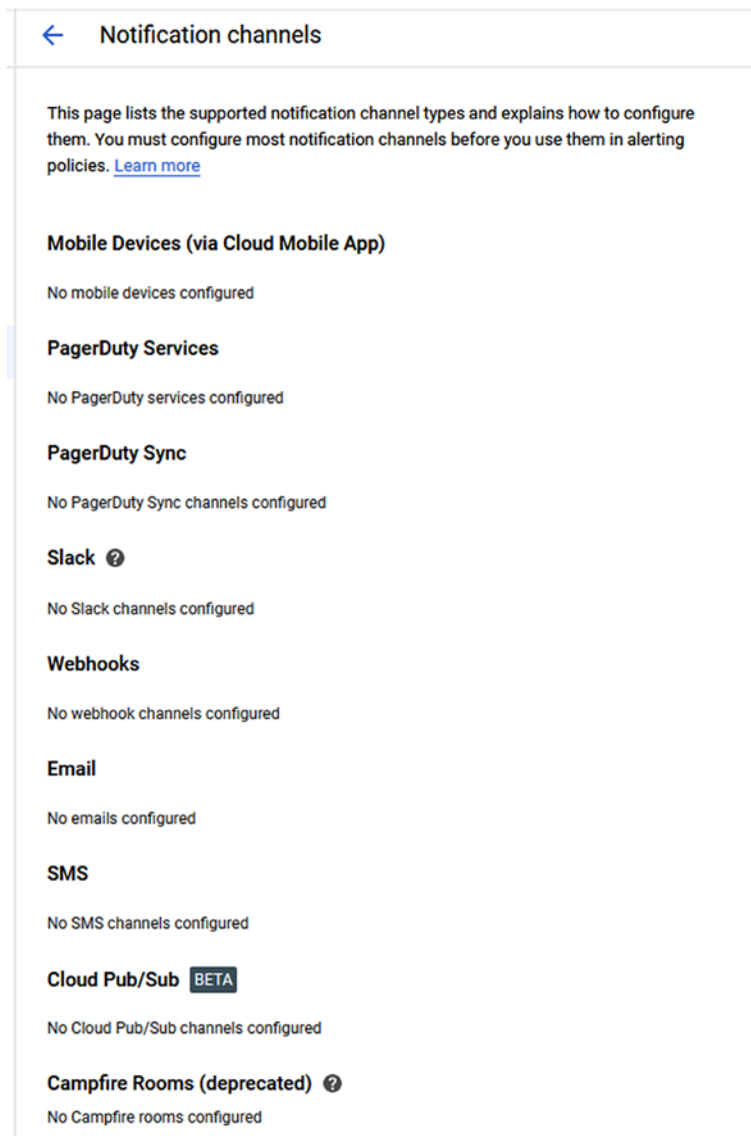 Notification channels
This page lists the supported notification channel types and explains how to configure
them. You must configure most notification channels before you use them in alerting
policies. Learn more
Mobile Devices (via Cloud Mobile App)
No mobile devices configured
PagerDuty Services
No PagerDuty services configured
PagerDuty Sync
No PagerDuty Sync channels configured
Slack
No Slack channels configured
Webhooks
No webhook channels configured
Email
No emails configured
SMS
No SMS channels configured
Cloud Pub/Sub BETA
No Cloud Pub/Sub channels configured
Campfire Rooms (deprecated)
No Campfire rooms configured